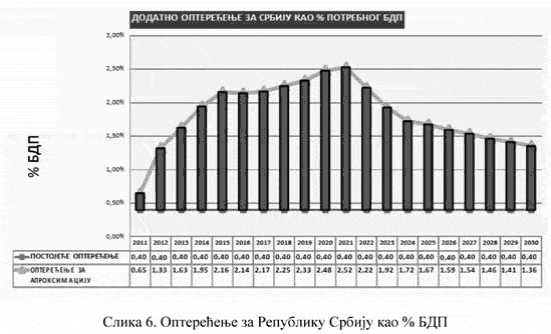 ДОДАТНО ОПТЕРЕЋЕЊЕ ЗА СРБИЈУ КАО % ПОТРЕБНОГ БДП
3,00%
2,50%
2,00%
1,50%
1,00%
0,50%
0,00%
% БДП
2011 2012 2013 2014 2015 2016 2017 2018 2019 2020 2021 2022 2023 2024 2025 2026 2027 2028 2029 2030
ПОСТОЈЕЋЕ ОПТЕРЕЋЕЊЕ 0,40 0,40 0,40 0,40 0,40 0,40 0,40 0,40 0,40 0,40 0,40 0,40 0,40 0,40 0,40 0,40 0,40 0,40 0,40 0,40
ОПТЕРЕЋЕЊЕ ЗА
АПРОКСИМАЦИЈУ 0.65 1.33 1.63 1.95 2.16 2.14 2.17 2.25 2.33 2.48 2.52 2.22 1.92 1.72 1.67 1.59 1.54 1.46 1.41 1.36
Слика 6. Оптерећење за Републику Србију као % БДП